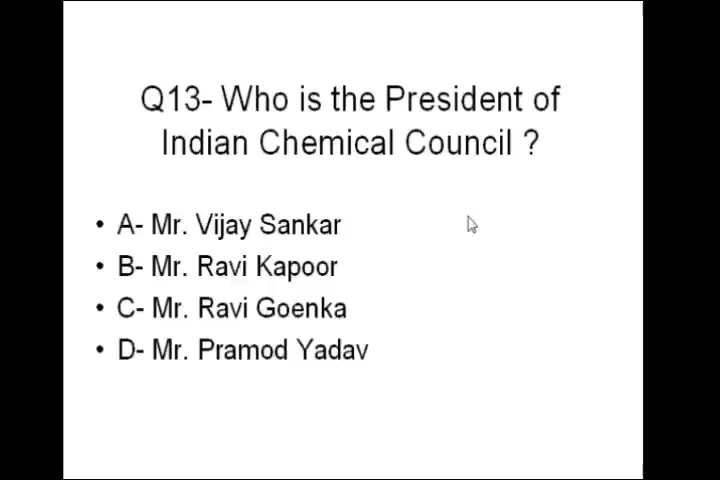 Q13- Who is the President of
Indian Chemical Council ?
• A- Mr. Vijay Sankar
• B- Mr. Ravi Kapoor
• C- Mr. Ravi Goenka
• D- Mr. Pramod Yadav